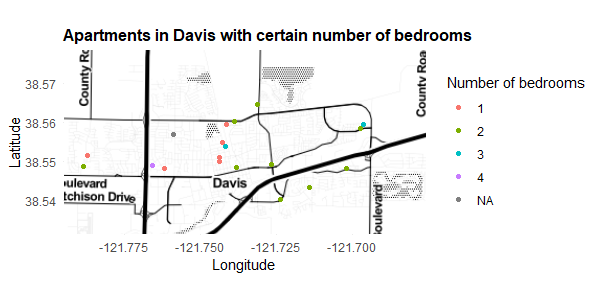 Apartments in Davis with certain number of bedrooms
38.57
38.56
38.55
38.54
Latitude
County Ro
County Roa
oulevard
tchison Drive
Davis
oulevard
-121.775
-121.750
-121.725
-121.700
Longitude
Number of bedrooms
1
2
3
4
NA